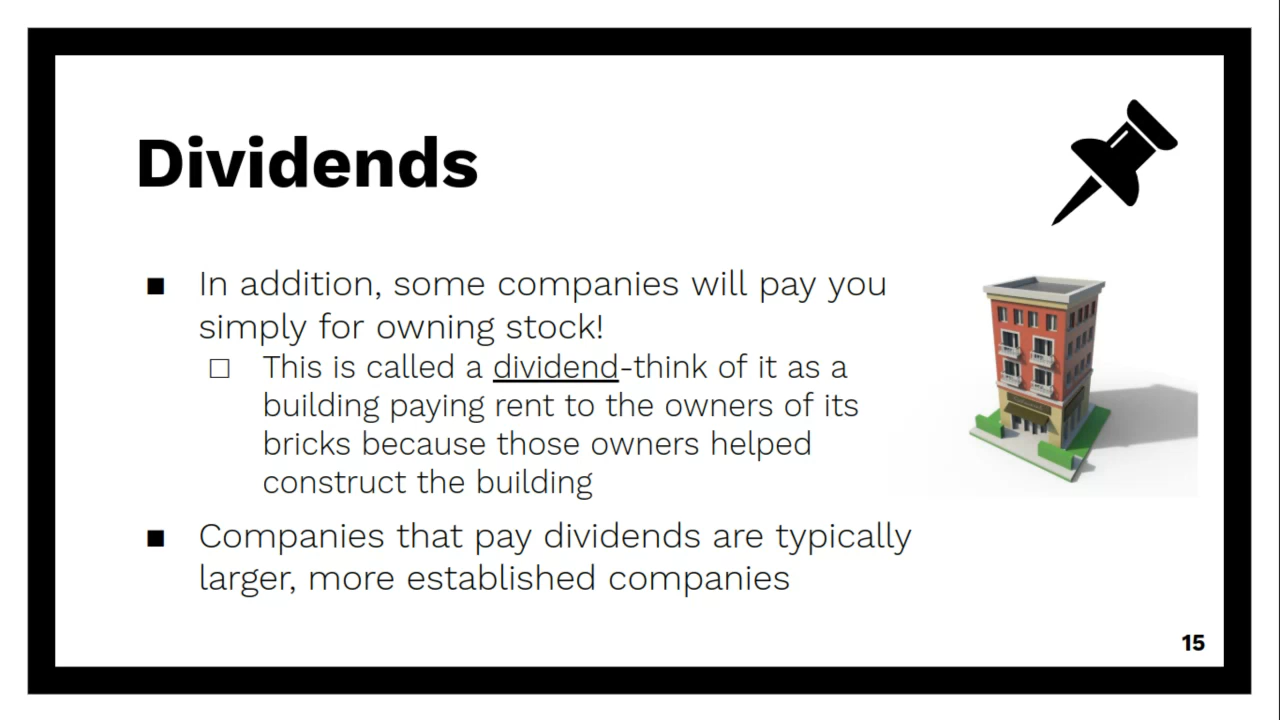 Dividends
■ In addition, some companies will pay you
simply for owning stock!
□ This is called a dividend-think of it as a
building paying rent to the owners of its
bricks because those owners helped
construct the building
■ Companies that pay dividends are typically
larger, more established companies
15